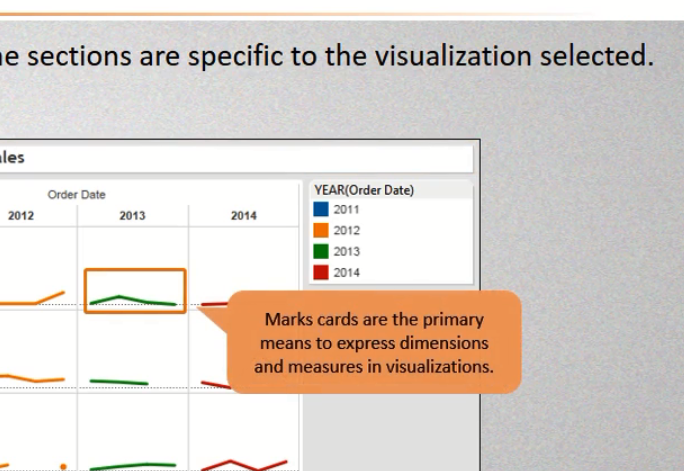 e sections are specific to the visualization selected.
les
Order Date
2012 2013 2014
YEAR(Order Date)
2011
2012
2013
2014
Marks cards are the primary
means to express dimensions
and measures in visualizations.